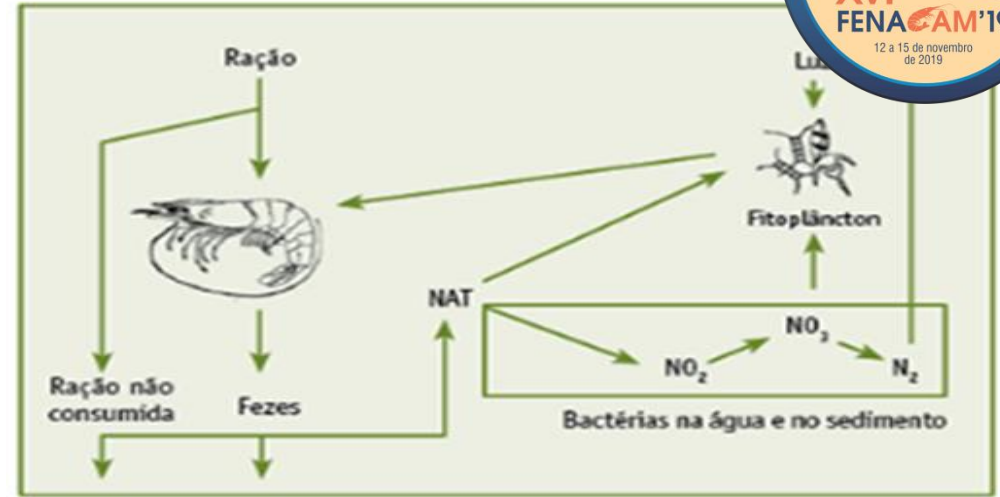 FENACAM'19
12 a 15 de novembro
de 2019
Ração
Fitoplâncton
NAT
NO₃
NO₂
N₂
Ração não
consumida
Fezes
Bactérias na água e no sedimento